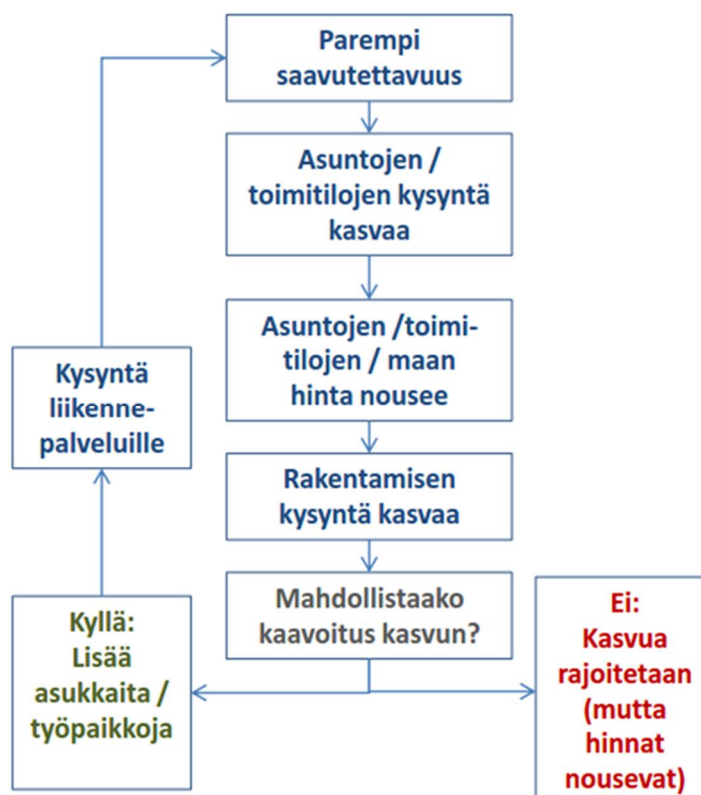 Parempi
saavutettavuus
Asuntojen /
toimitilojen kysyntä
kasvaa
Asuntojen /toimi-
tilojen / maan
hinta nousee
Rakentamisen
kysyntä kasvaa
Mahdollistaako
kaavoitus kasvun?
Kyllä:
Lisää
asukkaita /
työpaikkoja
Kysyntä
liikenne-
palveluille
Ei:
Kasvua
rajoitetaan
(mutta
hinnat
nousevat)